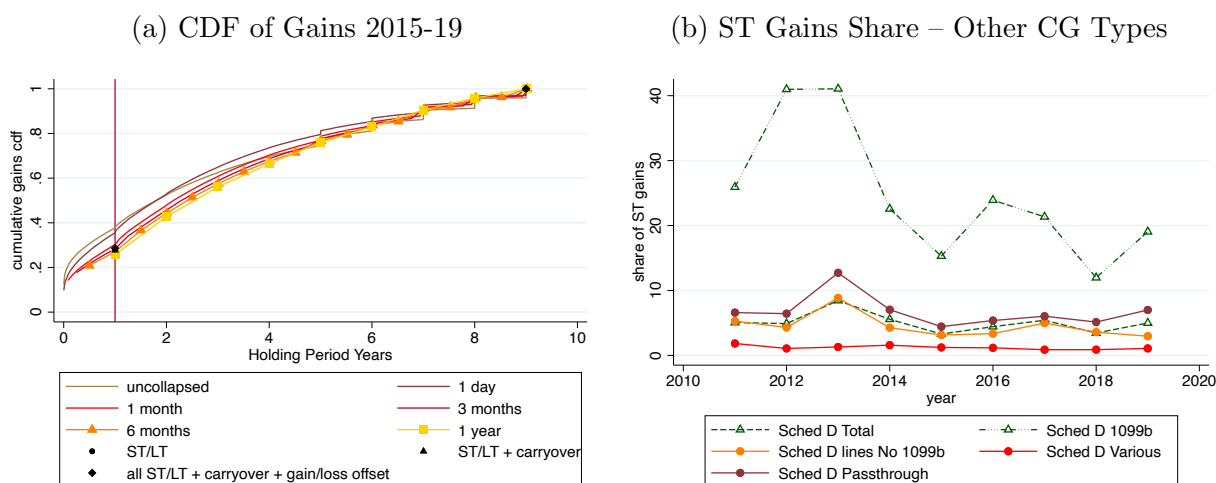 (a) CDF of Gains 2015-19
cumulative gains cdf
1
.8
.6
.4
.2
0
0 2 4 6 8 10
Holding Period Years
uncollapsed 1 day
1 month 3 months
6 months 1 year
ST/LT ST/LT + carryover
all ST/LT + carryover + gain/loss offset
(b) ST Gains Share – Other CG Types
share of ST gains
40
30
20
10
0
2010 2012 2014 2016 2018 2020
year
Sched D Total Sched D 1099b
Sched D lines No 1099b Sched D Various
Sched D Passthrough